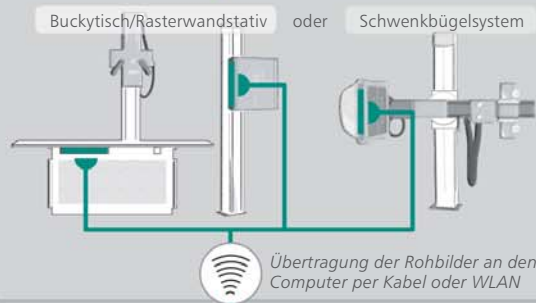 Buckytisch/Rasterwandstativ oder Schwenkbügelsystem
Übertragung der Rohbilder an den
Computer per Kabel oder WLAN